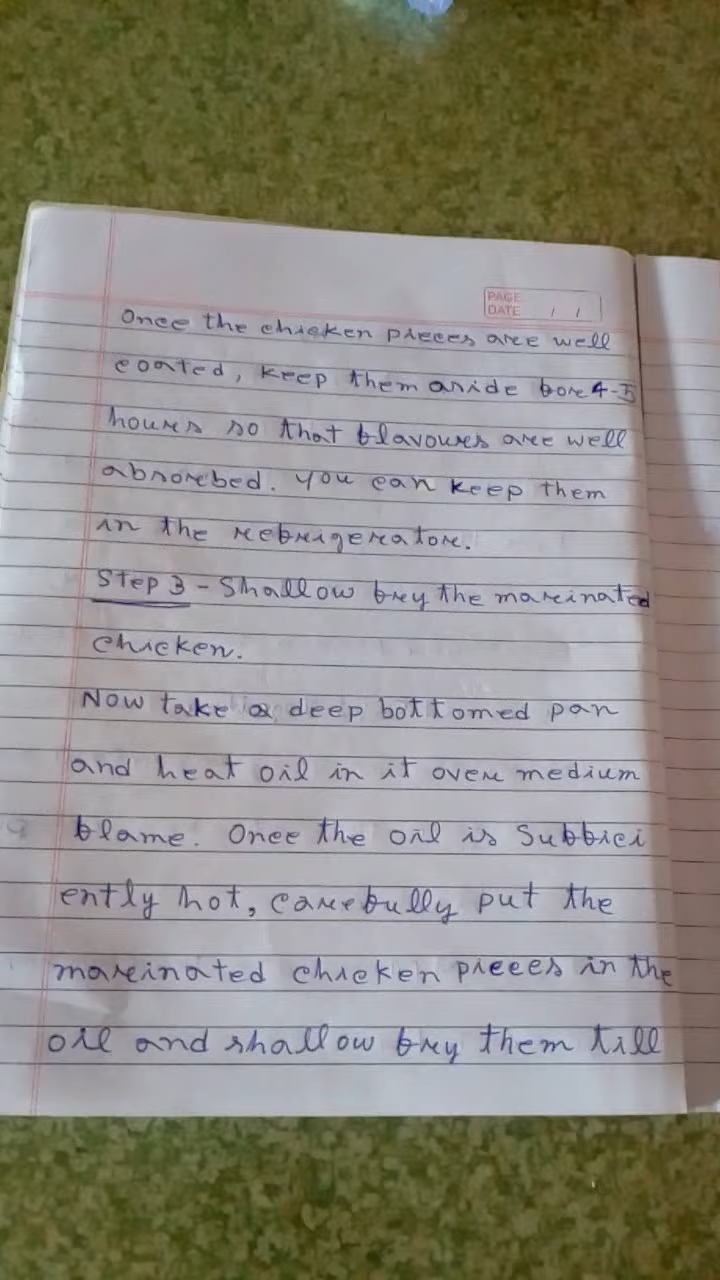 PAGE
DATE / /
Once the chicken pieces are well
coated, keep them aside for 4-5
hours so that flavours are well
absorbed. You can keep them
in the refrigerator.
Step 3 - Shallow fry the marinated
chicken.
Now take a deep bottomed pan
and heat oil in it over medium
flame. Once the oil is Suffici
ently hot, carefully put the
marinated chicken pieces in the
oil and shallow fry them till